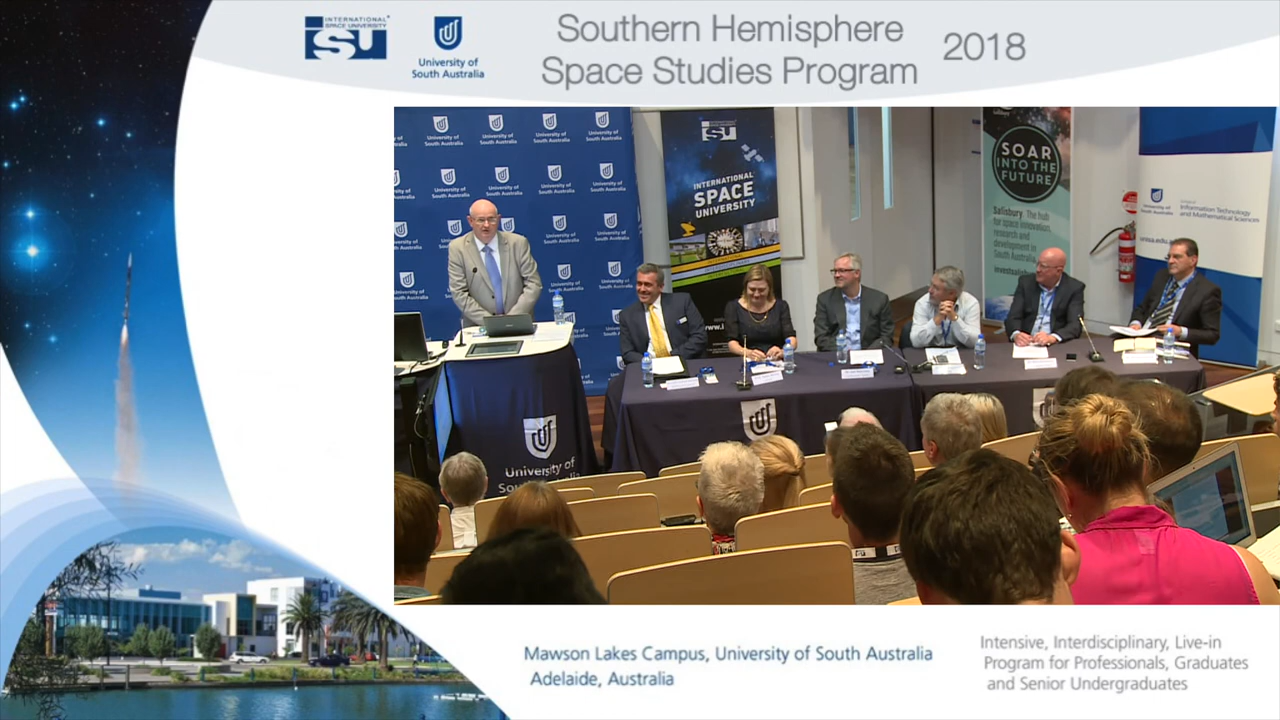 INTERNATIONAL
SPACE UNIVERSITY
isu
University of
South Australia
Southern Hemisphere
Space Studies Program
2018
University of
South Australia
isu
INTERNATIONAL
SPACE
UNIVERSITY
SOAR
INTO THE
FUTURE
Salisbury. The hub
for space innovation,
research and
development in
South Australia.
University of
South Australia
Information Technology
and Mathematical Sciences
University of
Mawson Lakes Campus, University of South Australia
Adelaide, Australia
Intensive, Interdisciplinary, Live-in
Program for Professionals, Graduates
and Senior Undergraduates